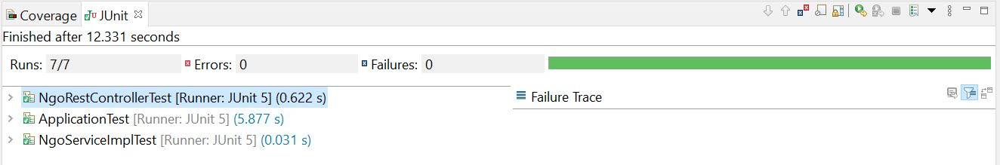 Coverage JUnit
Finished after 12.331 seconds
Runs: 7/7 Errors: 0 Failures: 0
NgoRestControllerTest [Runner: JUnit 5] (0.622 s)
Failure Trace
ApplicationTest [Runner: JUnit 5] (5.877 s)
NgoServiceImplTest [Runner: JUnit 5] (0.031 s)